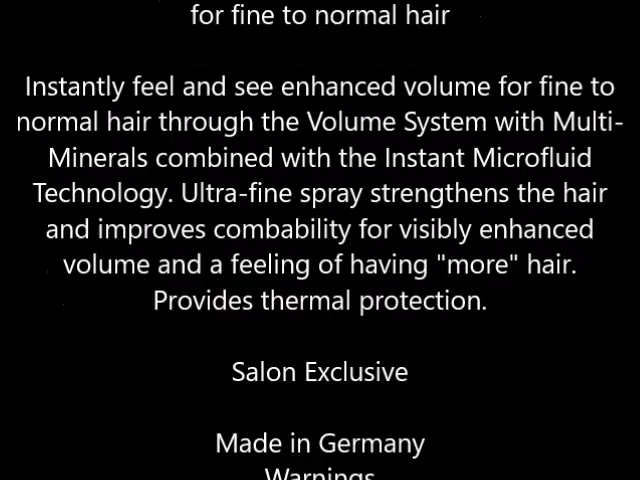 for fine to normal hair
Instantly feel and see enhanced volume for fine to
normal hair through the Volume System with Multi-
Minerals combined with the Instant Microfluid
Technology. Ultra-fine spray strengthens the hair
and improves combability for visibly enhanced
volume and a feeling of having "more" hair.
Provides thermal protection.
Salon Exclusive
Made in Germany
Warnings